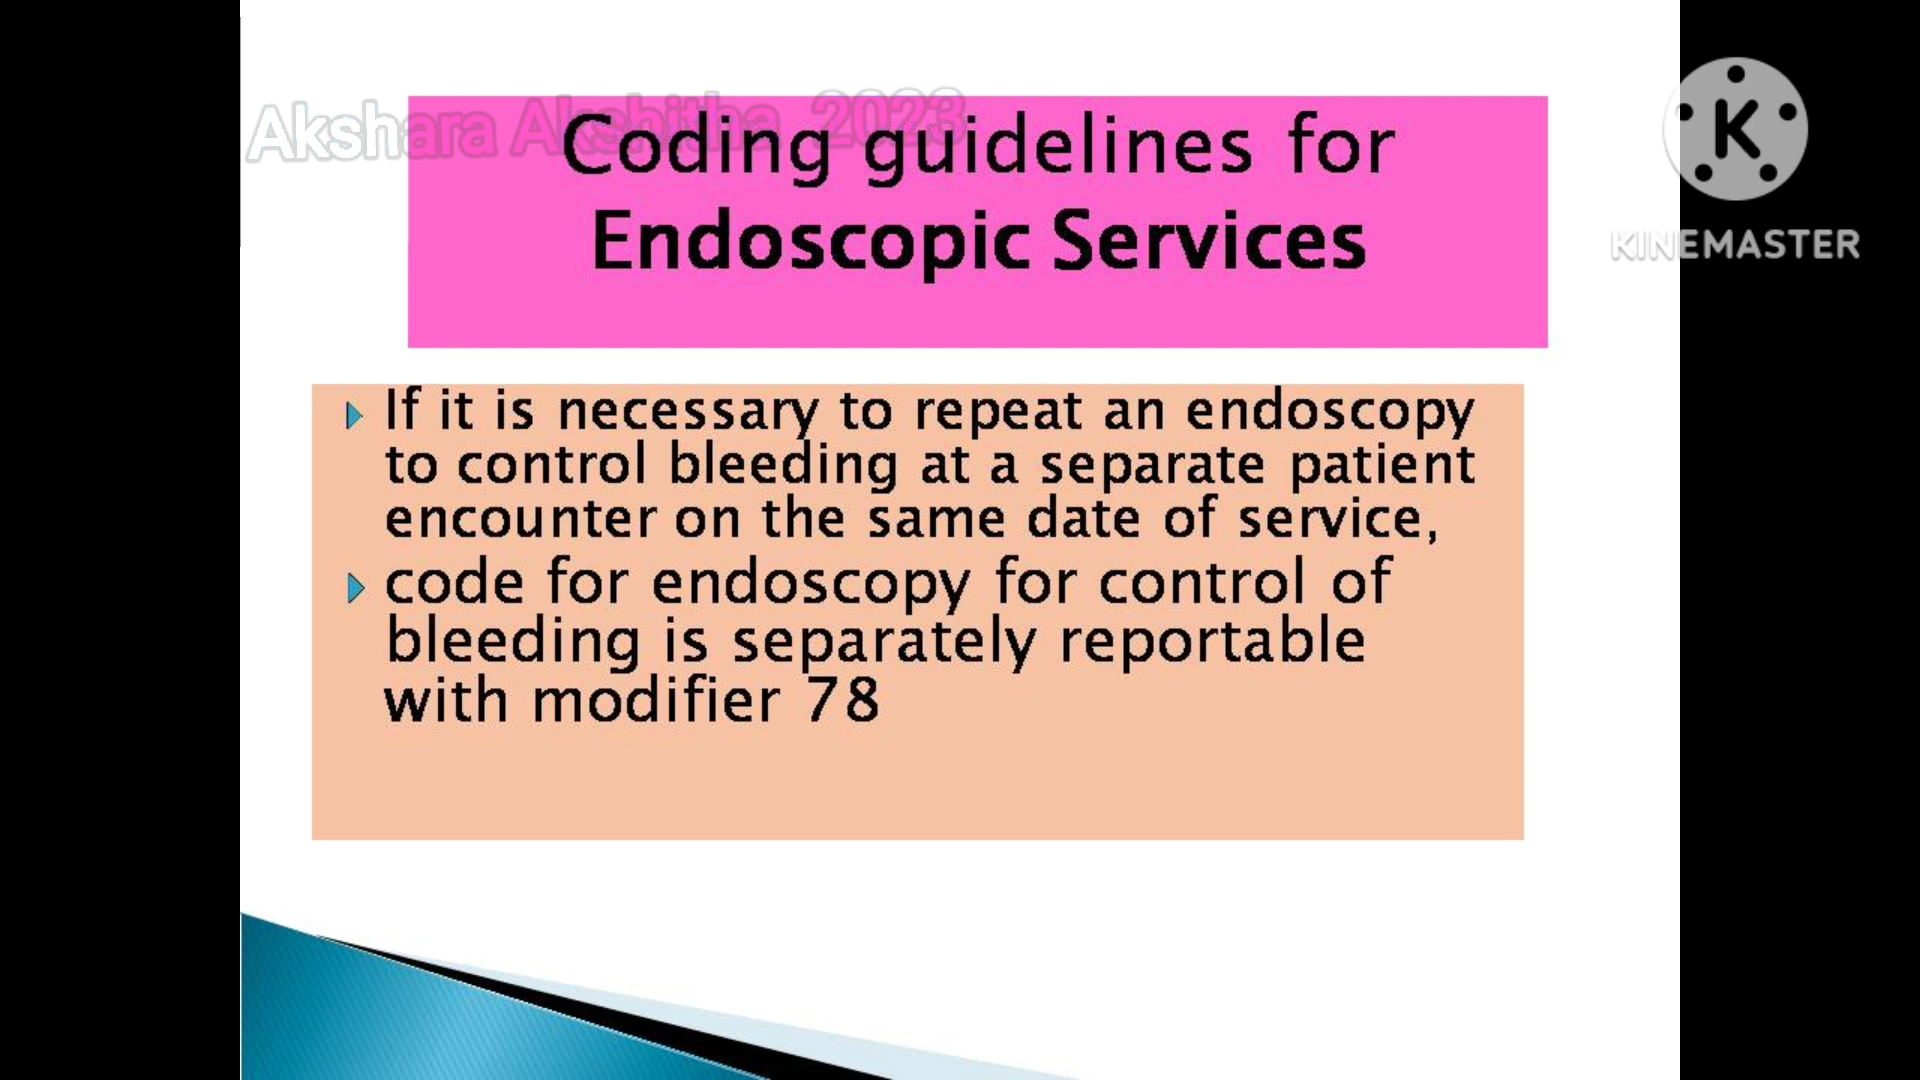 Akshara Akshitha 2023
Coding guidelines for
Endoscopic Services
K
KINEMASTER
If it is necessary to repeat an endoscopy
to control bleeding at a separate patient
encounter on the same date of service,
code for endoscopy for control of
bleeding is separately reportable
with modifier 78